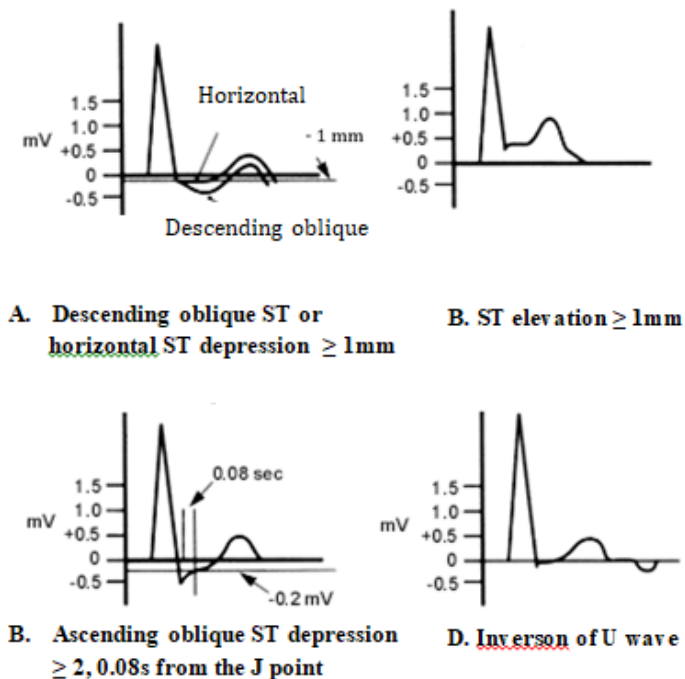 Horizontal
1.5
1.0
mV
+0.5
0
-0.5
- 1 mm
Descending oblique
1.5
1.0
+0.5
0
-0.5
A. Descending oblique ST or
horizontal ST depression ≥ 1mm
B. ST elevation ≥ 1mm
0.08 sec
1.5
1.0
mV
+0.5
0
-0.5
-0.2 mV
1.5
1.0
mV
+0.5
0
-0.5
B. Ascending oblique ST depression
≥ 2, 0.08s from the J point
D. Inverson of U wave